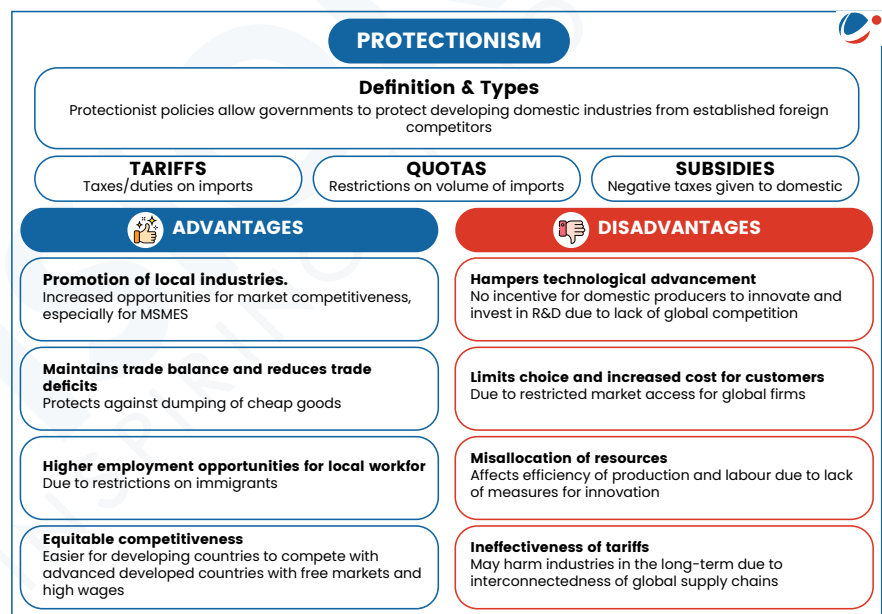 PROTECTIONISM
Definition & Types
Protectionist policies allow governments to protect developing domestic industries from established foreign
competitors
TARIFFS
Taxes/duties on imports
QUOTAS
Restrictions on volume of imports
SUBSIDIES
Negative taxes given to domestic
ADVANTAGES
Promotion of local industries.
Increased opportunities for market competitiveness,
especially for MSMES
Maintains trade balance and reduces trade
deficits
Protects against dumping of cheap goods
Higher employment opportunities for local workfor
Due to restrictions on immigrants
Equitable competitiveness
Easier for developing countries to compete with
advanced developed countries with free markets and
high wages
DISADVANTAGES
Hampers technological advancement
No incentive for domestic producers to innovate and
invest in R&D due to lack of global competition
Limits choice and increased cost for customers
Due to restricted market access for global firms
Misallocation of resources
Affects efficiency of production and labour due to lack
of measures for innovation
Ineffectiveness of tariffs
May harm industries in the long-term due to
interconnectedness of global supply chains